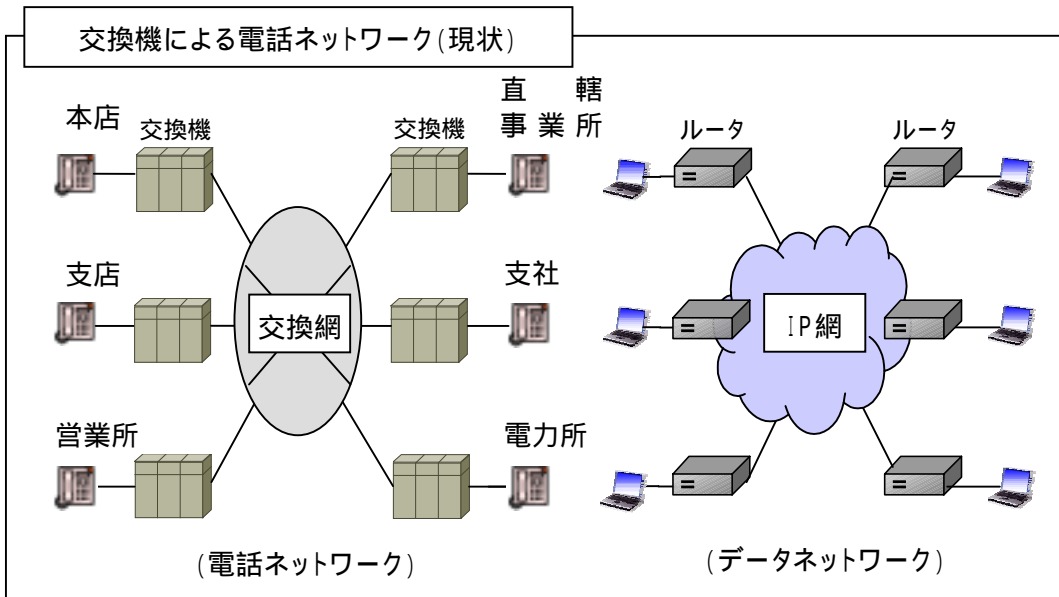 交換機による電話ネットワーク(現状)
本店
交換機
交換機
直轄
事業所
ルータ
ルータ
支店
交換網
支社
IP網
営業所
電力所
(電話ネットワーク)
(データネットワーク)